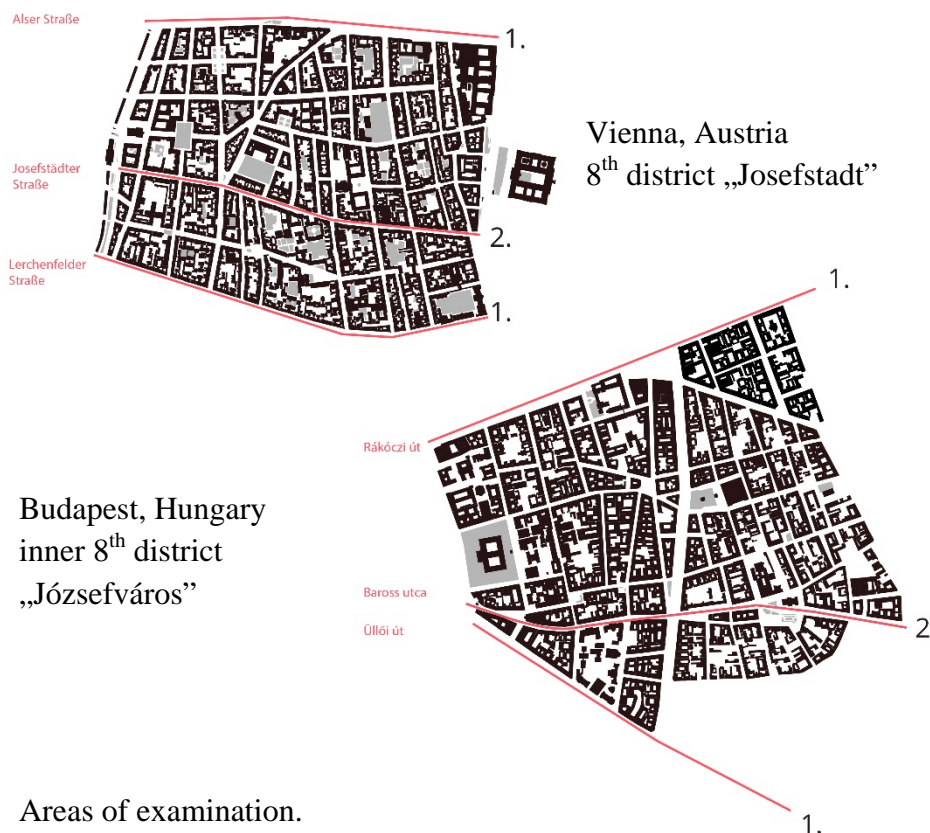 Alser Straße
1.
Vienna, Austria
8th district „Josefstadt”
Josefstädter
Straße
2.
Lerchenfelder
Straße
1.
1.
Rákóczi út
Budapest, Hungary
inner 8th district
„Józsefváros”
Baross utca
Üllői út
2
Areas of examination.
1.